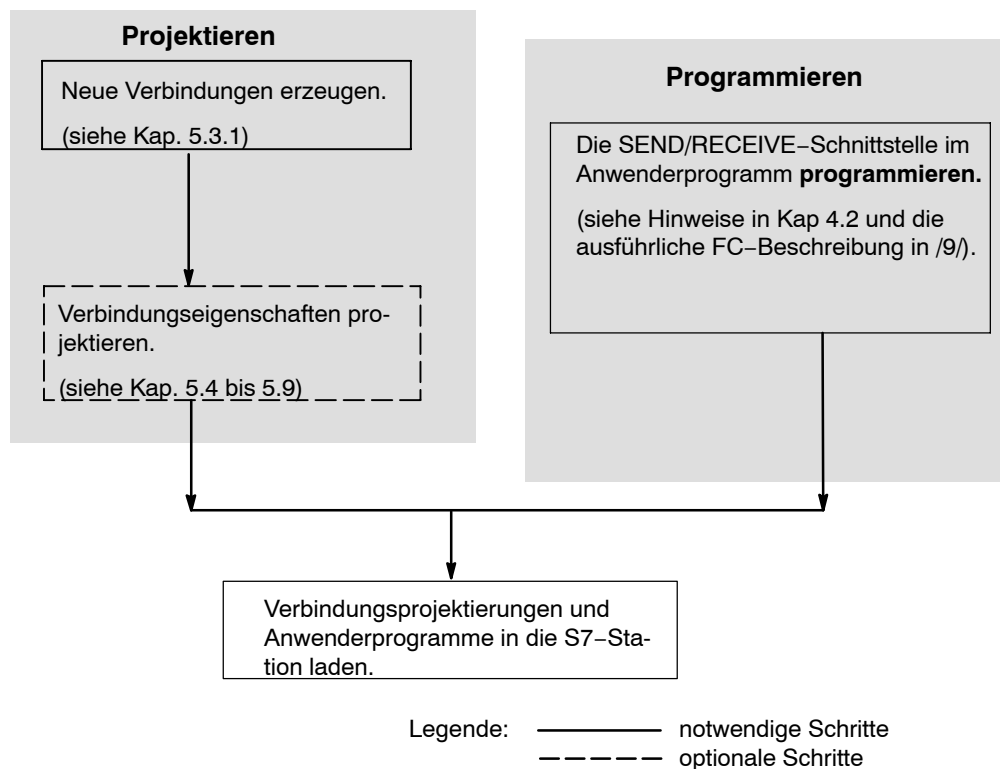 Projektieren
Neue Verbindungen erzeugen.
(siehe Kap. 5.3.1)
Verbindungseigenschaften pro-
jektieren.
(siehe Kap. 5.4 bis 5.9)
Programmieren
Die SEND/RECEIVE–Schnittstelle im
Anwenderprogramm programmieren.
(siehe Hinweise in Kap 4.2 und die
ausführliche FC–Beschreibung in /9/).
Verbindungsprojektierungen und
Anwenderprogramme in die S7–Sta-
tion laden.
Legende:
notwendige Schritte
optionale Schritte